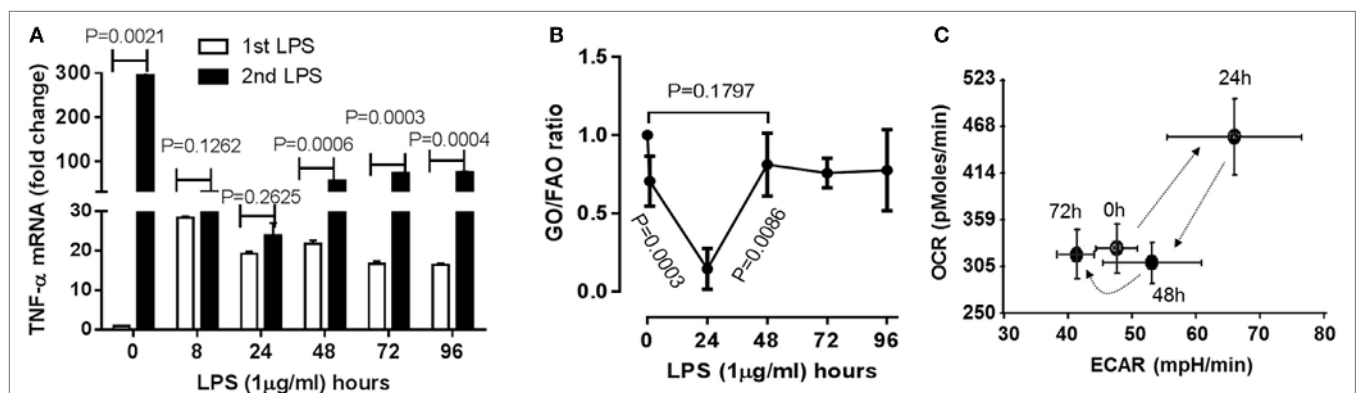 A
P=0.0021
1st LPS
2nd LPS
TNF-α mRNA (fold change)
300
200
100
30
20
10
0
P=0.1262
P=0.2625
P=0.0006
P=0.0003
P=0.0004
0 8 24 48 72 96
LPS (1µg/ml) hours
B
GO/FAO ratio
1.5
1.0
0.5
0.0
P=0.1797
P=0.0003
P=0.0086
0 24 48 72 96
LPS (1µg/ml) hours
C
OCR (pMoles/min)
523
468
414
359
305
250
24h
72h
0h
48h
30 40 50 60 70 80
ECAR (mpH/min)